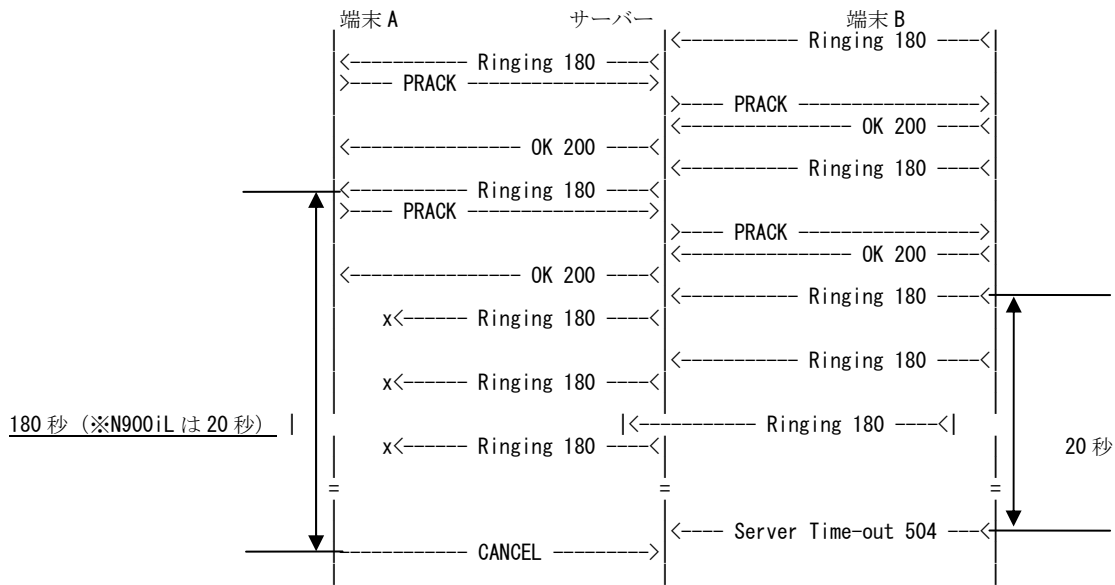 端末 A サーバー 端末 B
|<----------- Ringing 180 ----<|
|<----------- Ringing 180 ----<|
|>---- PRACK ----------------->|
|>---- PRACK ----------------->|
|<---------------- OK 200 ----<|
|<---------------- OK 200 ----<|
|<----------- Ringing 180 ----<|
|<----------- Ringing 180 ----<|
|>---- PRACK ----------------->|
|>---- PRACK ----------------->|
|<---------------- OK 200 ----<|
|<---------------- OK 200 ----<|
|<----------- Ringing 180 ----<|
x<------ Ringing 180 ----<|
|<----------- Ringing 180 ----<|
x<------ Ringing 180 ----<|
180 秒（※N900iL は 20 秒） | |<----------- Ringing 180 ----<|
x<------ Ringing 180 ----<| 20 秒
= = =
|<---- Server Time-out 504 ---<|
|------------ CANCEL --------->|